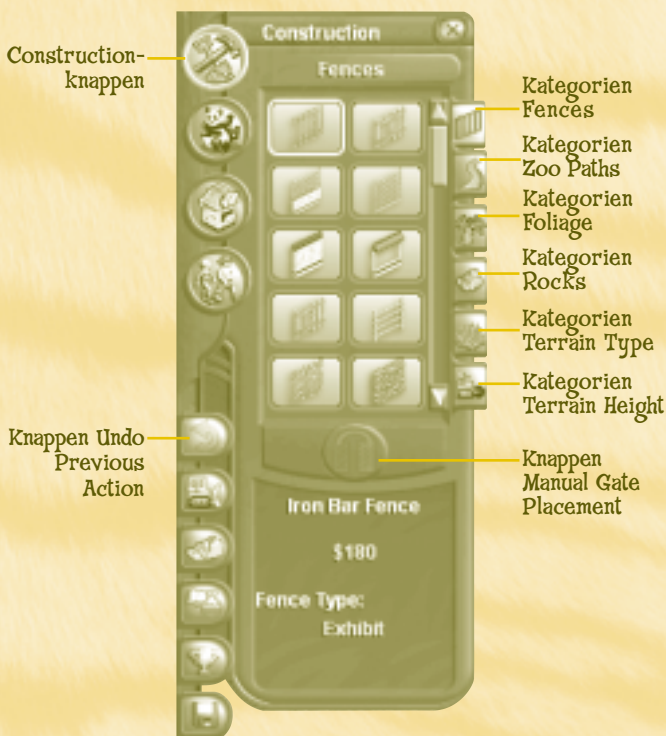 Construction-
knappen
Construction
Fences
Kategorien
Fences
Kategorien
Zoo Paths
Kategorien
Foliage
Kategorien
Rocks
Kategorien
Terrain Type
Kategorien
Terrain Height
Knappen Undo
Previous
Action
Knappen
Manual Gate
Placement
Iron Bar Fence
$180
Fence Type:
Exhibit